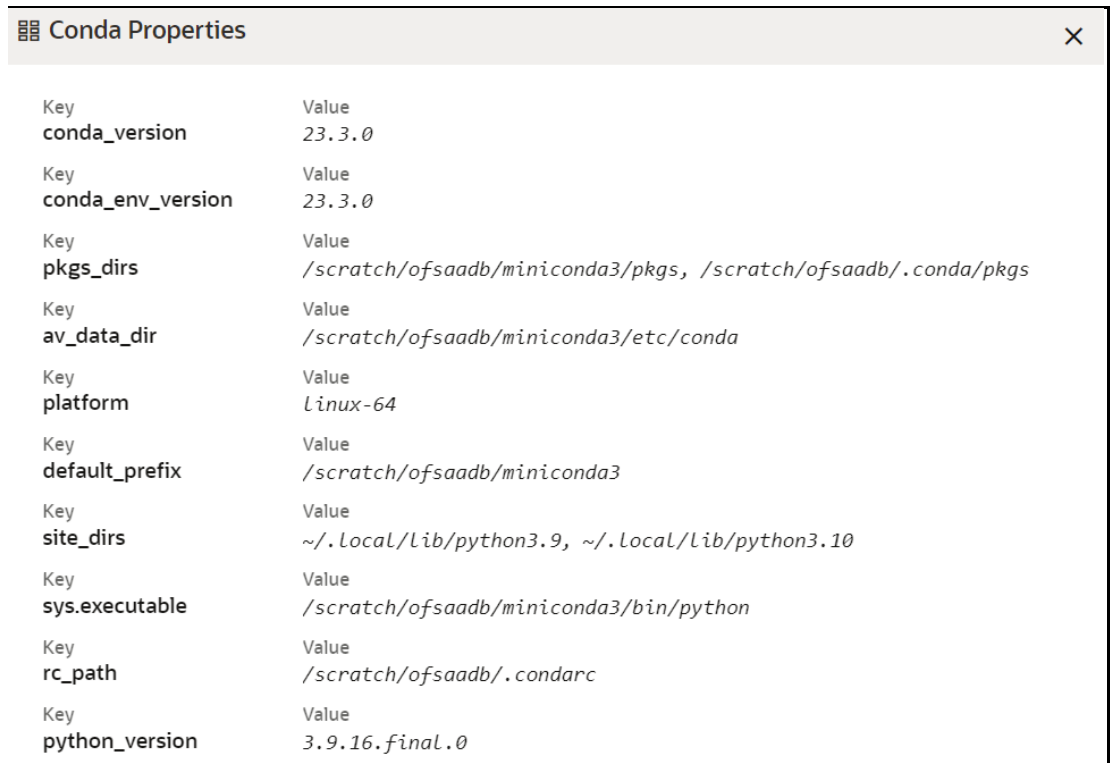 Conda Properties
Key Value
conda_version 23.3.0
Key Value
conda_env_version 23.3.0
Key Value
pkgs_dirs /scratch/ofsaadb/miniconda3/pkgs, /scratch/ofsaadb/.conda/pkgs
Key Value
av_data_dir /scratch/ofsaadb/miniconda3/etc/conda
Key Value
platform linux-64
Key Value
default_prefix /scratch/ofsaadb/miniconda3
Key Value
site_dirs ~/.local/lib/python3.9, ~/.local/lib/python3.10
Key Value
sys.executable /scratch/ofsaadb/miniconda3/bin/python
Key Value
rc_path /scratch/ofsaadb/.condarc
Key Value
python_version 3.9.16.final.0